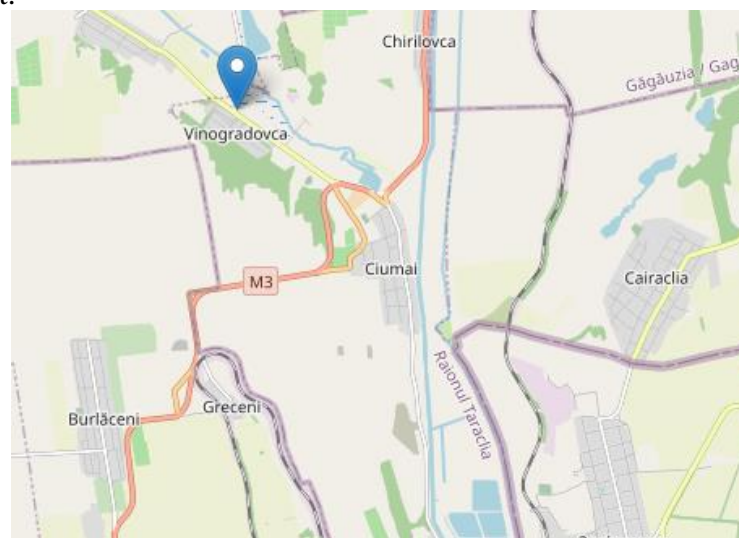 Chirilovca
Găgăuzia / Gag
Vinogradovca
Ciumai
M3
Cairaclia
Raionul Taraclia
Greceni
Burlăceni